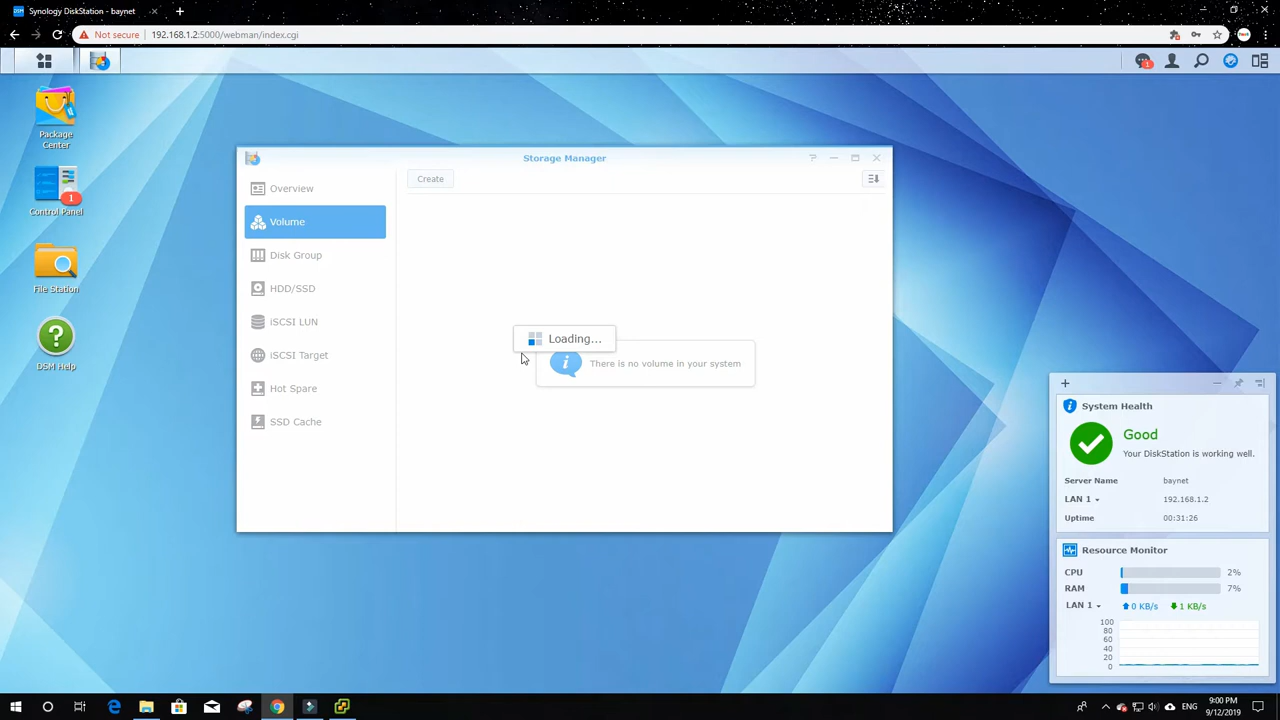 Synology DiskStation - baynet
Not secure
192.168.1.2:5000/webman/index.cgi
1
Package
Center
1
Control Panel
File Station
DSM Help
Storage Manager
Overview
Volume
Disk Group
HDD/SSD
iSCSI LUN
iSCSI Target
Hot Spare
SSD Cache
Create
Loading...
There is no volume in your system
System Health
Good
Your DiskStation is working well.
Server Name baynet
LAN 1 192.168.1.2
Uptime 00:31:26
Resource Monitor
CPU 2%
RAM 7%
LAN 1 0 KB/s 1 KB/s
100
80
60
40
20
0
ENG
9:00 PM
9/12/2019